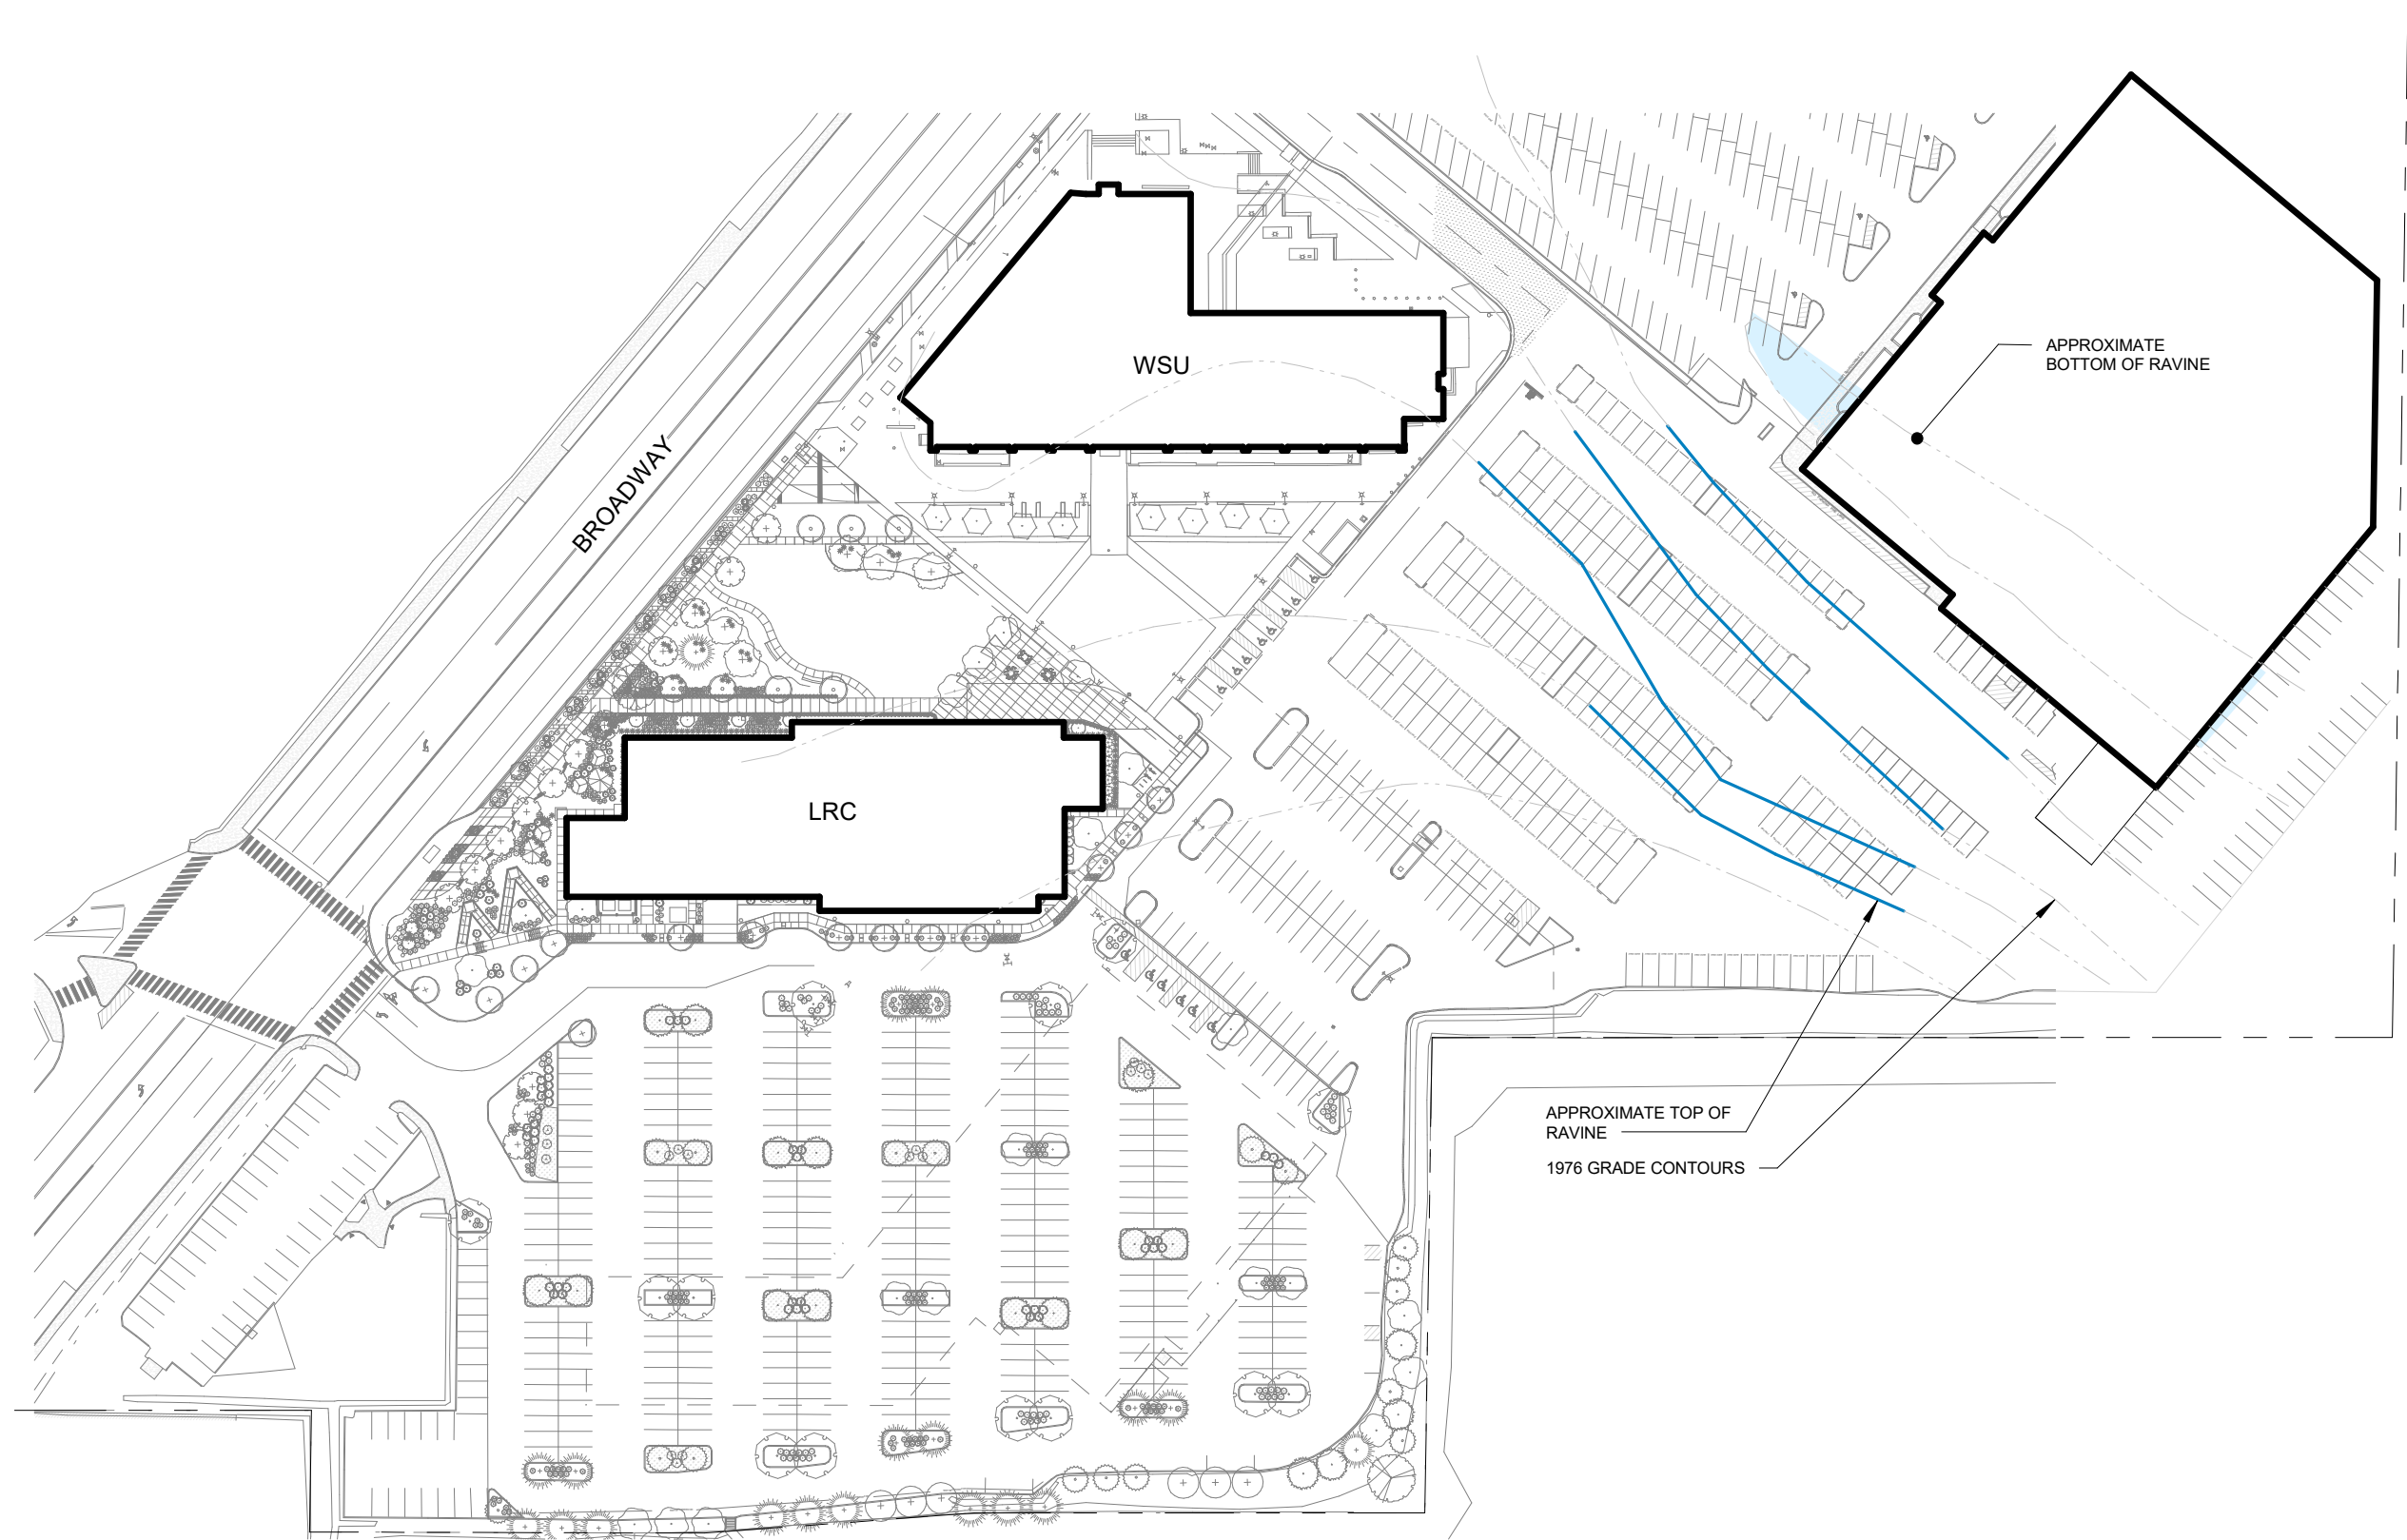 WSU
APPROXIMATE
BOTTOM OF RAVINE
BROADWAY
LRC
APPROXIMATE TOP OF
RAVINE
1976 GRADE CONTOURS